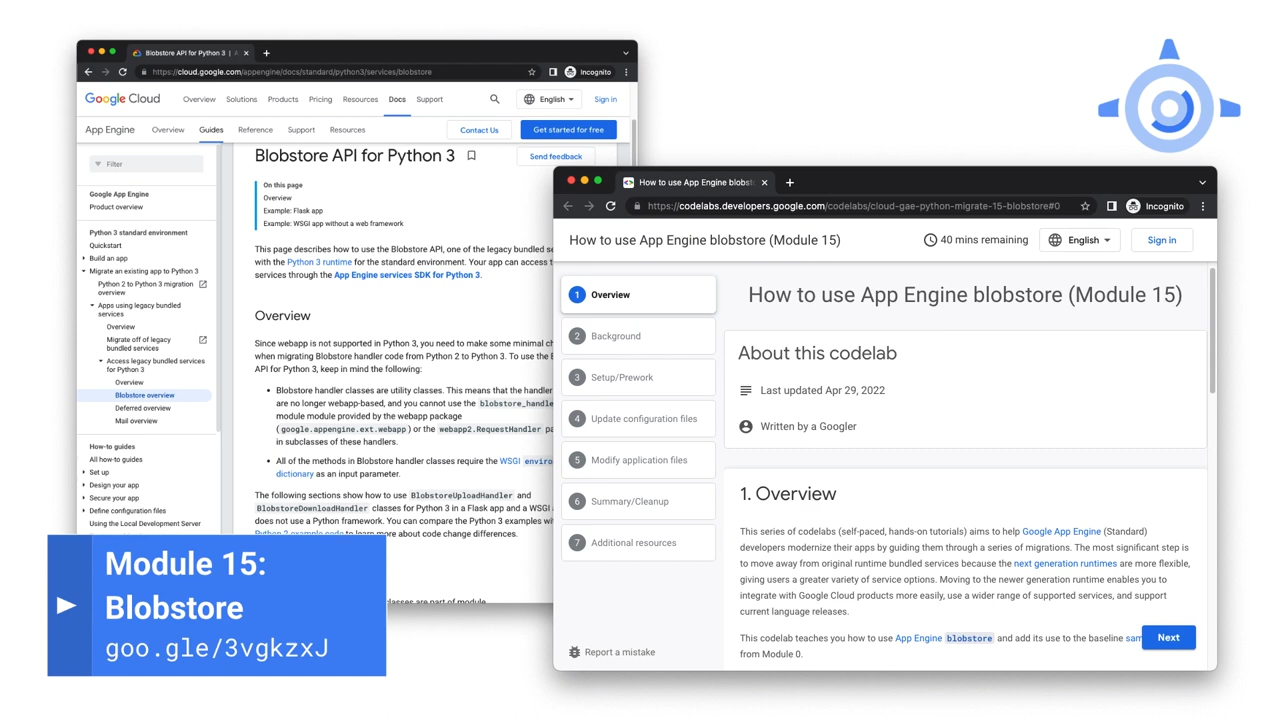 Blobstore API for Python 3 | A
https://cloud.google.com/appengine/docs/standard/python3/services/blobstore
Incognito
Google Cloud
Overview Solutions Products Pricing Resources Docs Support
English
Sign in
App Engine Overview Guides Reference Support Resources
Contact Us
Get started for free
Filter
Google App Engine
Product overview
Python 3 standard environment
Quickstart
Build an app
Migrate an existing app to Python 3
Python 2 to Python 3 migration
overview
Apps using legacy bundled
services
Overview
Migrate off of legacy
bundled services
Access legacy bundled services
for Python 3
Overview
Blobstore overview
Deferred overview
Mail overview
How-to guides
All how-to guides
Set up
Design your app
Secure your app
Define configuration files
Using the Local Development Server
Blobstore API for Python 3
Send feedback
On this page
Overview
Example: Flask app
Example: WSGI app without a web framework
This page describes how to use the Blobstore API, one of the legacy bundled se
with the Python 3 runtime for the standard environment. Your app can access t
services through the App Engine services SDK for Python 3.
Overview
Since webapp is not supported in Python 3, you need to make some minimal ch
when migrating Blobstore handler code from Python 2 to Python 3. To use the B
API for Python 3, keep in mind the following:
• Blobstore handler classes are utility classes. This means that the handler
are no longer webapp-based, and you cannot use the blobstore_handle
module module provided by the webapp package
(google.appengine.ext.webapp) or the webapp2.RequestHandler pa
in subclasses of these handlers.
• All of the methods in Blobstore handler classes require the WSGI enviro
dictionary as an input parameter.
The following sections show how to use BlobstoreUploadHandler and
BlobstoreDownloadHandler classes for Python 3 in a Flask app and a WSGI a
does not use a Python framework. You can compare the Python 3 examples wit
Python 2 example code to learn more about code change differences.
classes are part of module
How to use App Engine blobst
https://codelabs.developers.google.com/codelabs/cloud-gae-python-migrate-15-blobstore#0
Incognito
How to use App Engine blobstore (Module 15)
40 mins remaining
English
Sign in
1 Overview
2 Background
3 Setup/Prework
4 Update configuration files
5 Modify application files
6 Summary/Cleanup
7 Additional resources
Report a mistake
How to use App Engine blobstore (Module 15)
About this codelab
Last updated Apr 29, 2022
Written by a Googler
1. Overview
This series of codelabs (self-paced, hands-on tutorials) aims to help Google App Engine (Standard)
developers modernize their apps by guiding them through a series of migrations. The most significant step is
to move away from original runtime bundled services because the next generation runtimes are more flexible,
giving users a greater variety of service options. Moving to the newer generation runtime enables you to
integrate with Google Cloud products more easily, use a wider range of supported services, and support
current language releases.
This codelab teaches you how to use App Engine blobstore and add its use to the baseline sam
from Module 0.
Next
Module 15:
Blobstore
goo.gle/3vgkzxJ